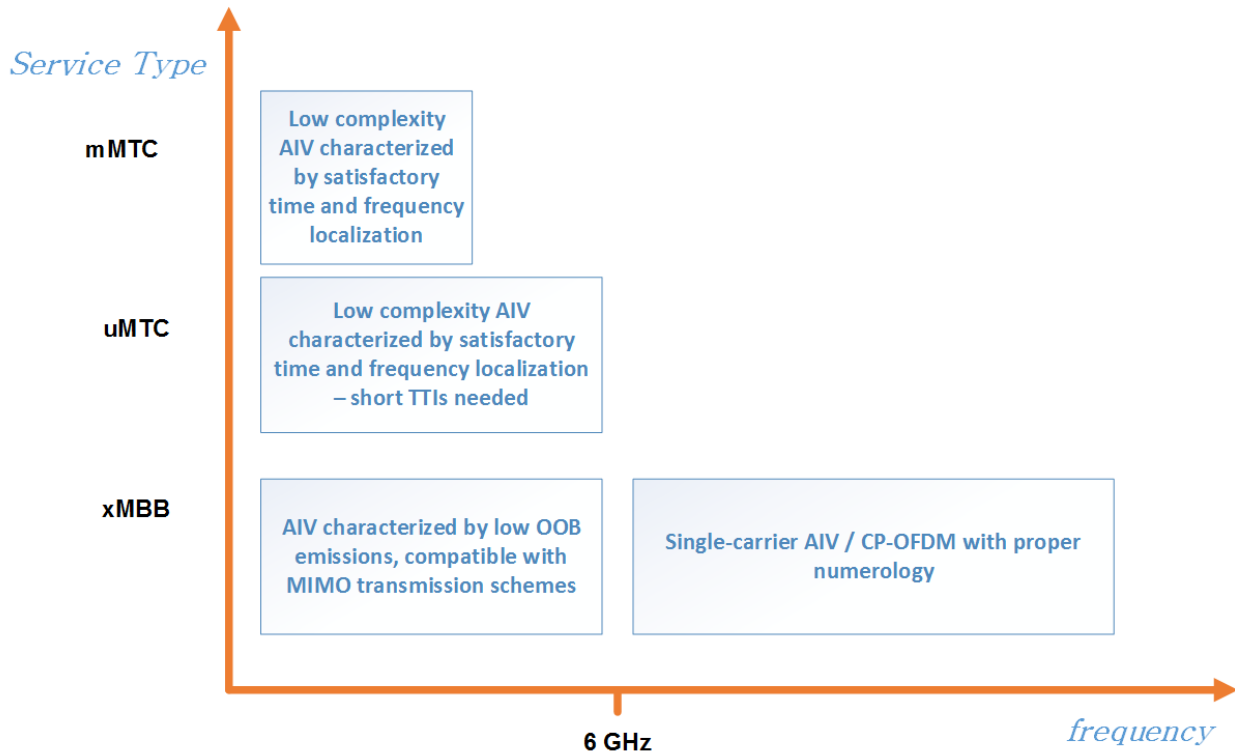 Service Type
mMTC
Low complexity
AIV characterized
by satisfactory
time and frequency
localization
uMTC
Low complexity AIV
characterized by satisfactory
time and frequency localization
– short TTIs needed
xMBB
AIV characterized by low OOB
emissions, compatible with
MIMO transmission schemes
Single-carrier AIV / CP-OFDM with proper
numerology
6 GHz
frequency